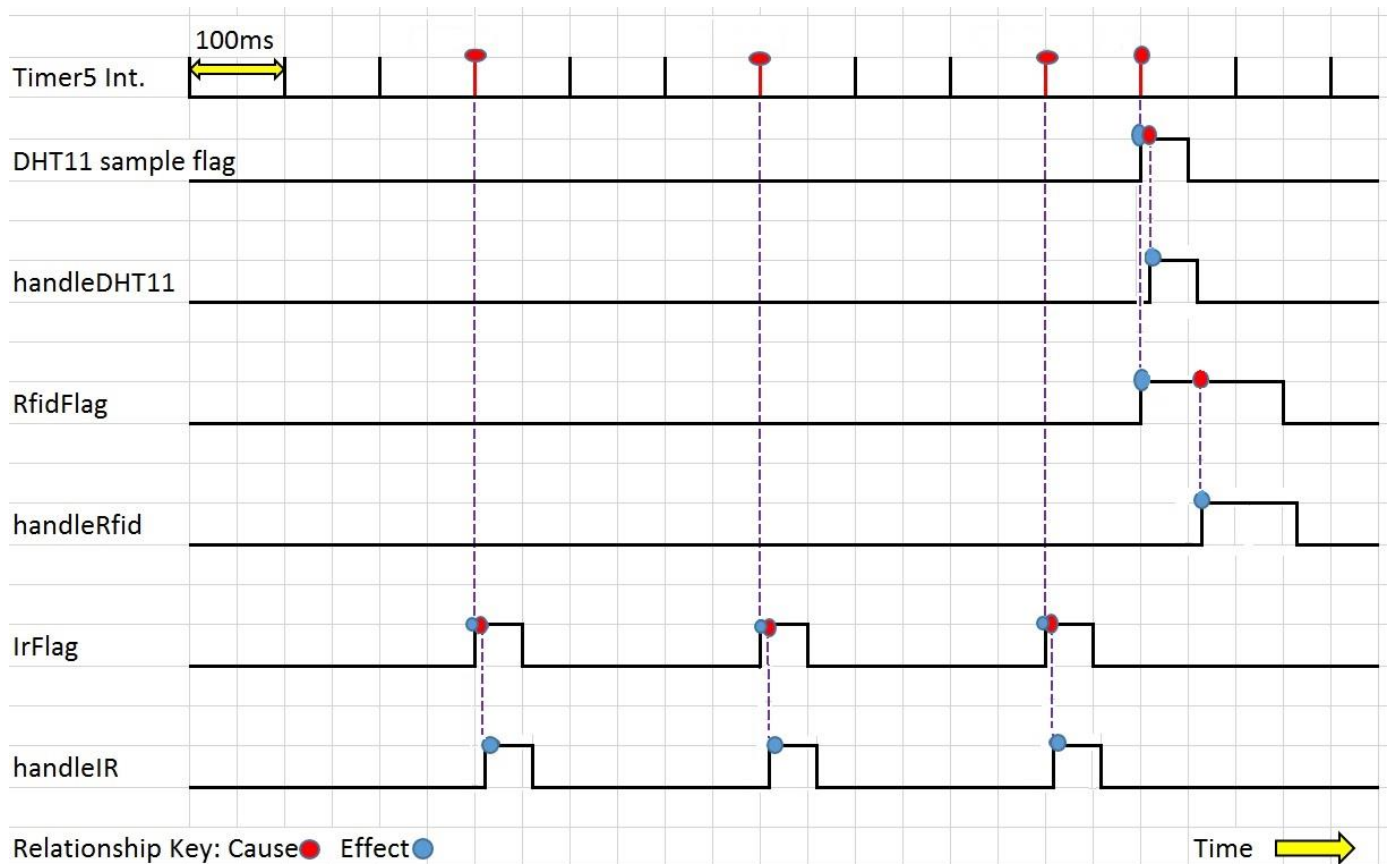 100ms
Timer5 Int.
DHT11 sample flag
handleDHT11
RfidFlag
handleRfid
IrFlag
handleIR
Relationship Key: Cause Effect Time